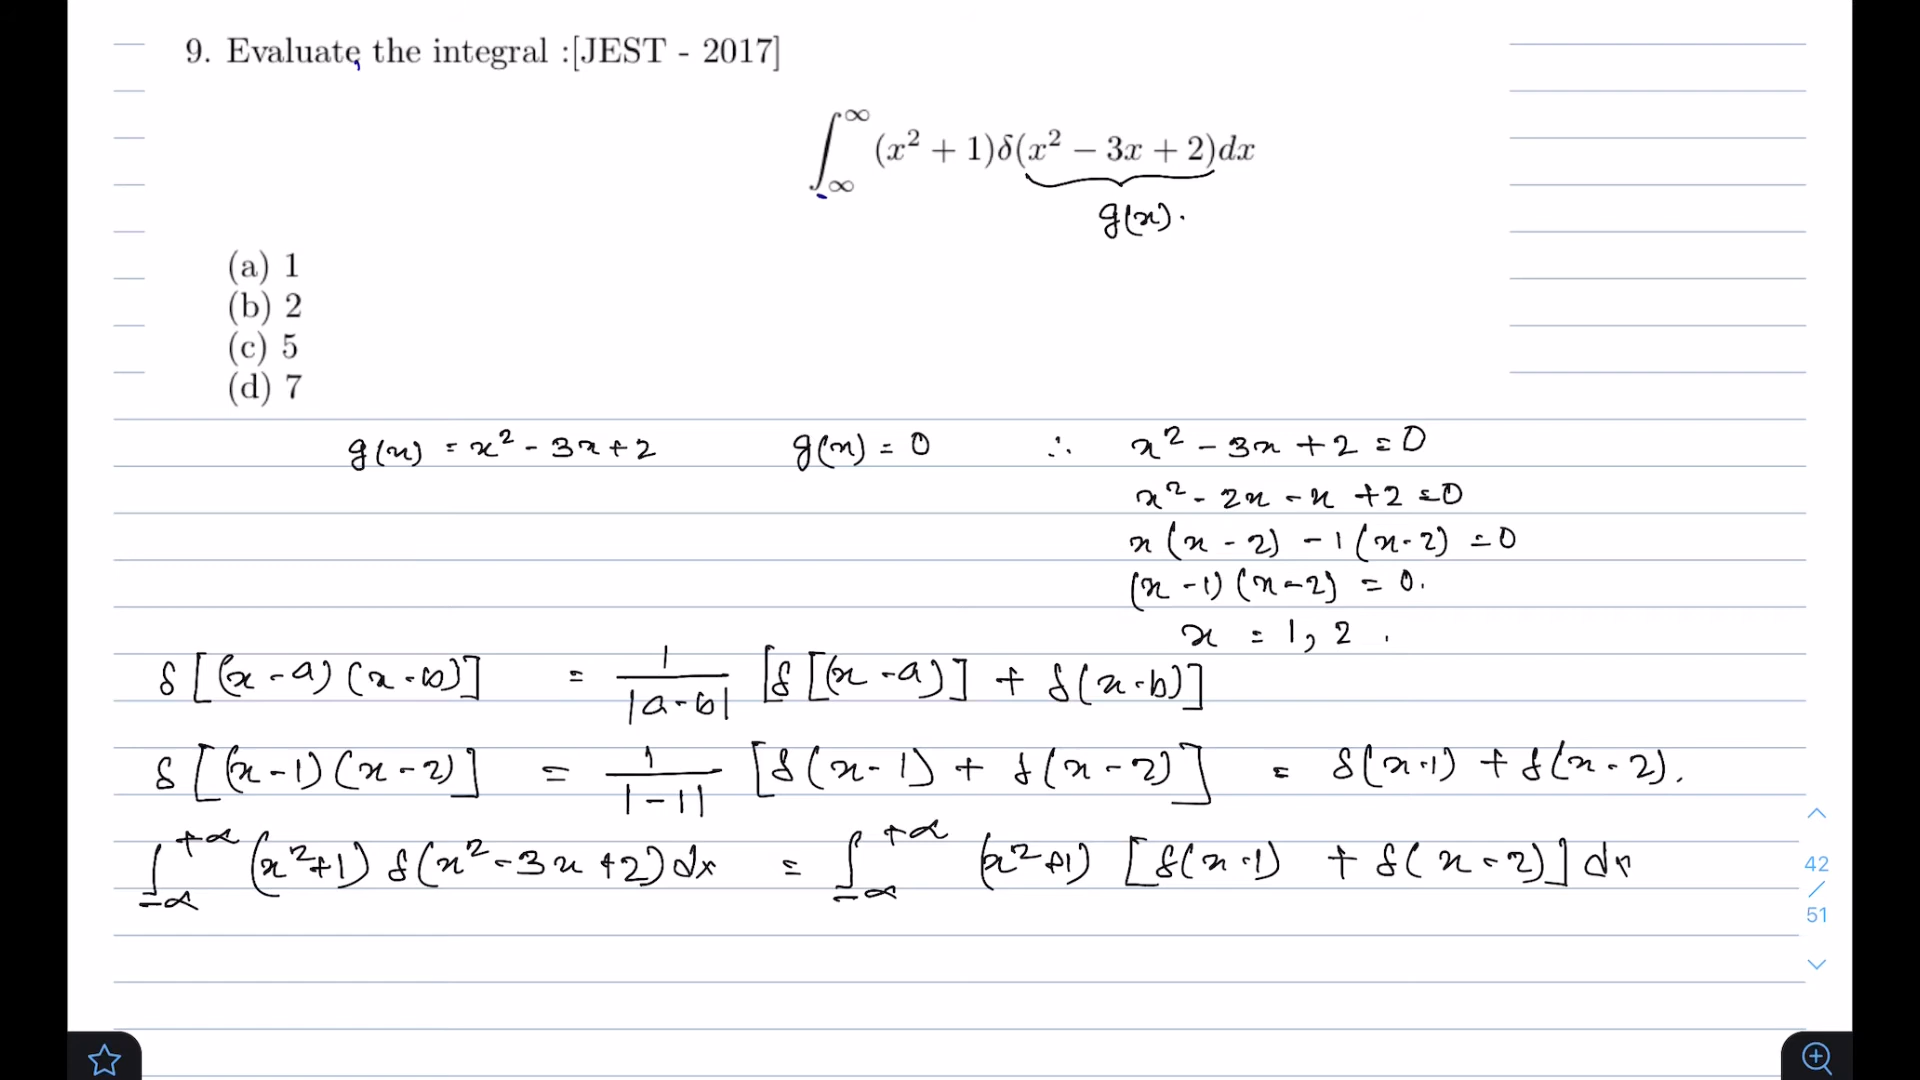 9. Evaluate the integral :[JEST - 2017]
∫_∞^∞ (x² + 1)δ(x² − 3x + 2)dx
g(x).
(a) 1
(b) 2
(c) 5
(d) 7
g(x) = x² - 3x + 2 g(x) = 0 ∴ x² - 3x + 2 = 0
x² - 2x - x + 2 = 0
x (x - 2) - 1 (x - 2) = 0
(x - 1) (x - 2) = 0.
x = 1, 2 .
δ[(x - a) (x - b)] = 1/|a - b| [δ[(x - a)] + δ(x - b)]
δ[(x - 1) (x - 2)] = 1/|-1| [δ(x - 1) + δ(x - 2)] = δ(x - 1) + δ(x - 2).
∫_-∝^+∝ (x² + 1) δ(x² - 3x + 2) dx = ∫_-∝^+∝ (x² + 1) [δ(x - 1) + δ(x - 2)] dx
42
/
51